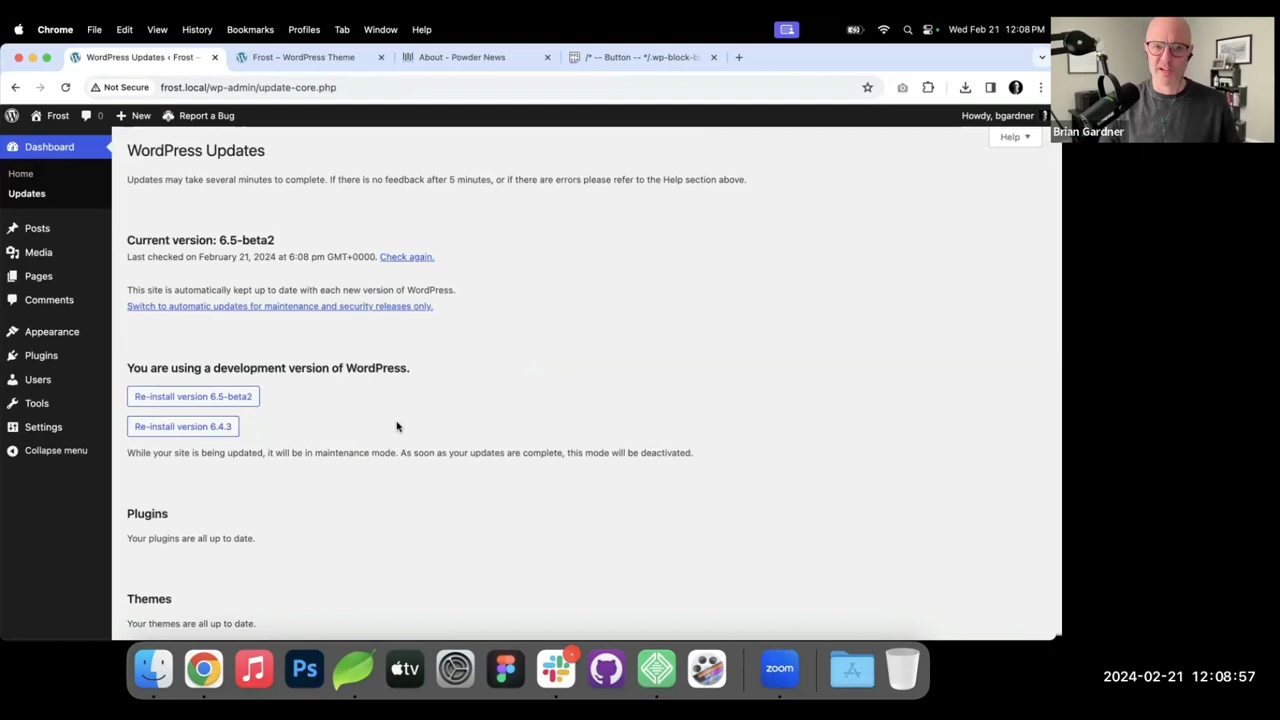 Chrome File Edit View History Bookmarks Profiles Tab Window Help Wed Feb 21 12:08 PM
WordPress Updates ‹ Frost — Frost – WordPress Theme About - Powder News /* -- Button -- */.wp-block-b
Not Secure frost.local/wp-admin/update-core.php
Frost 0 New Report a Bug Howdy, bgardner
Brian Gardner
Help
Dashboard
Home
Updates
Posts
Media
Pages
Comments
Appearance
Plugins
Users
Tools
Settings
Collapse menu
WordPress Updates
Updates may take several minutes to complete. If there is no feedback after 5 minutes, or if there are errors please refer to the Help section above.
Current version: 6.5-beta2
Last checked on February 21, 2024 at 6:08 pm GMT+0000. Check again.
This site is automatically kept up to date with each new version of WordPress.
Switch to automatic updates for maintenance and security releases only.
You are using a development version of WordPress.
Re-install version 6.5-beta2
Re-install version 6.4.3
While your site is being updated, it will be in maintenance mode. As soon as your updates are complete, this mode will be deactivated.
Plugins
Your plugins are all up to date.
Themes
Your themes are all up to date.
Ps
tv
zoom
2024-02-21 12:08:57